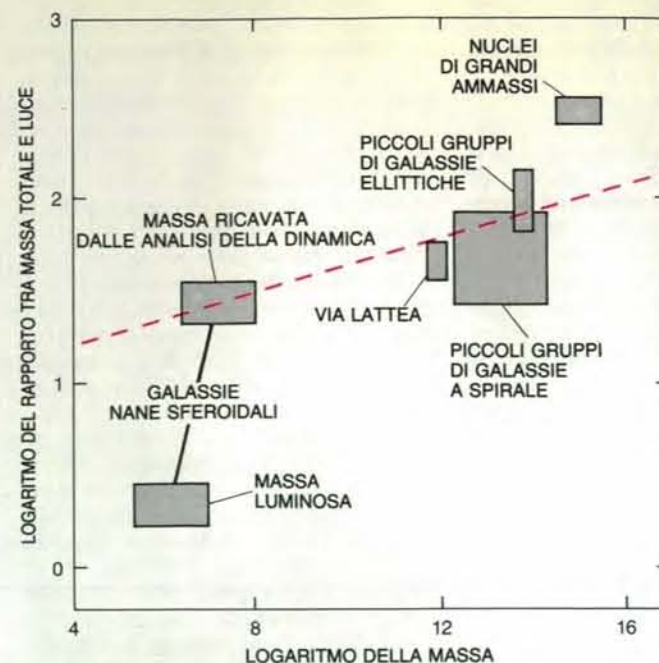 LOGARITMO DEL RAPPORTO TRA MASSA TOTALE E LUCE
3
2
1
0
NUCLEI
DI GRANDI
AMMASSI
PICCOLI GRUPPI
DI GALASSIE
ELLITTICHE
MASSA RICAVATA
DALLE ANALISI DELLA DINAMICA
VIA LATTEA
PICCOLI GRUPPI
DI GALASSIE
A SPIRALE
GALASSIE
NANE SFEROIDALI
MASSA
LUMINOSA
4
8
12
16
LOGARITMO DELLA MASSA